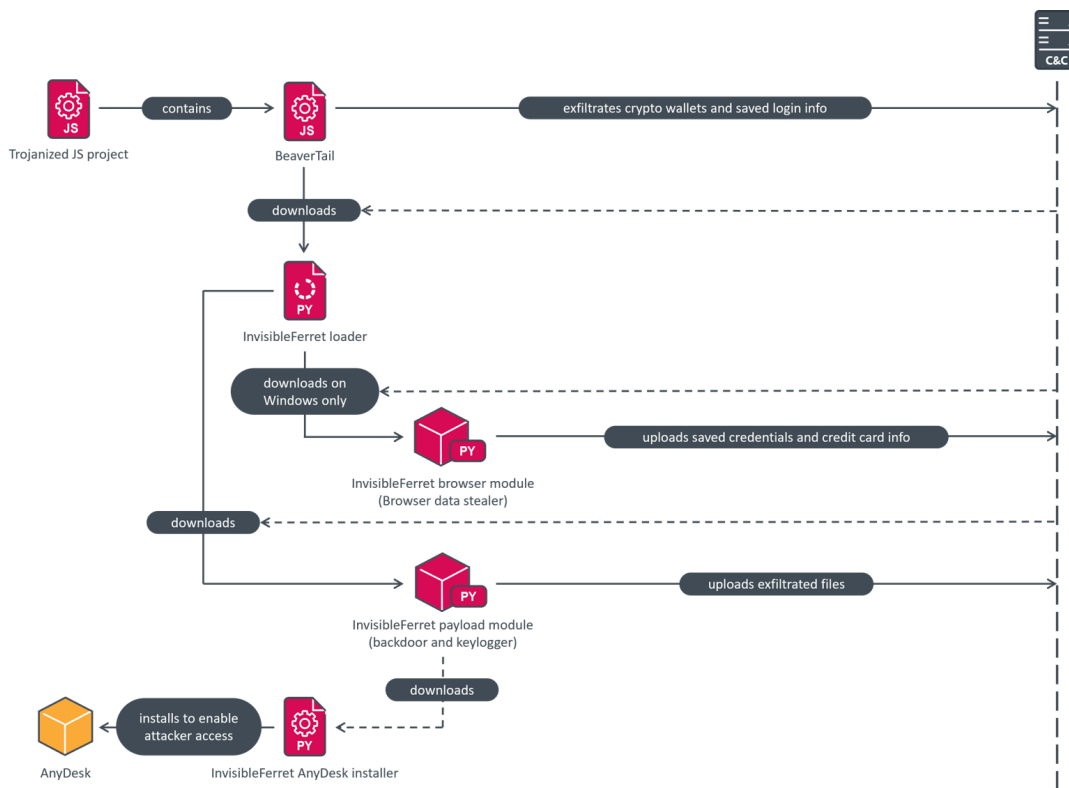 C&C
JS
JS
contains
exfiltrates crypto wallets and saved login info
Trojanized JS project
BeaverTail
downloads
PY
InvisibleFerret loader
downloads on
Windows only
PY
uploads saved credentials and credit card info
InvisibleFerret browser module
(Browser data stealer)
downloads
PY
uploads exfiltrated files
InvisibleFerret payload module
(backdoor and keylogger)
downloads
installs to enable
attacker access
PY
AnyDesk
InvisibleFerret AnyDesk installer